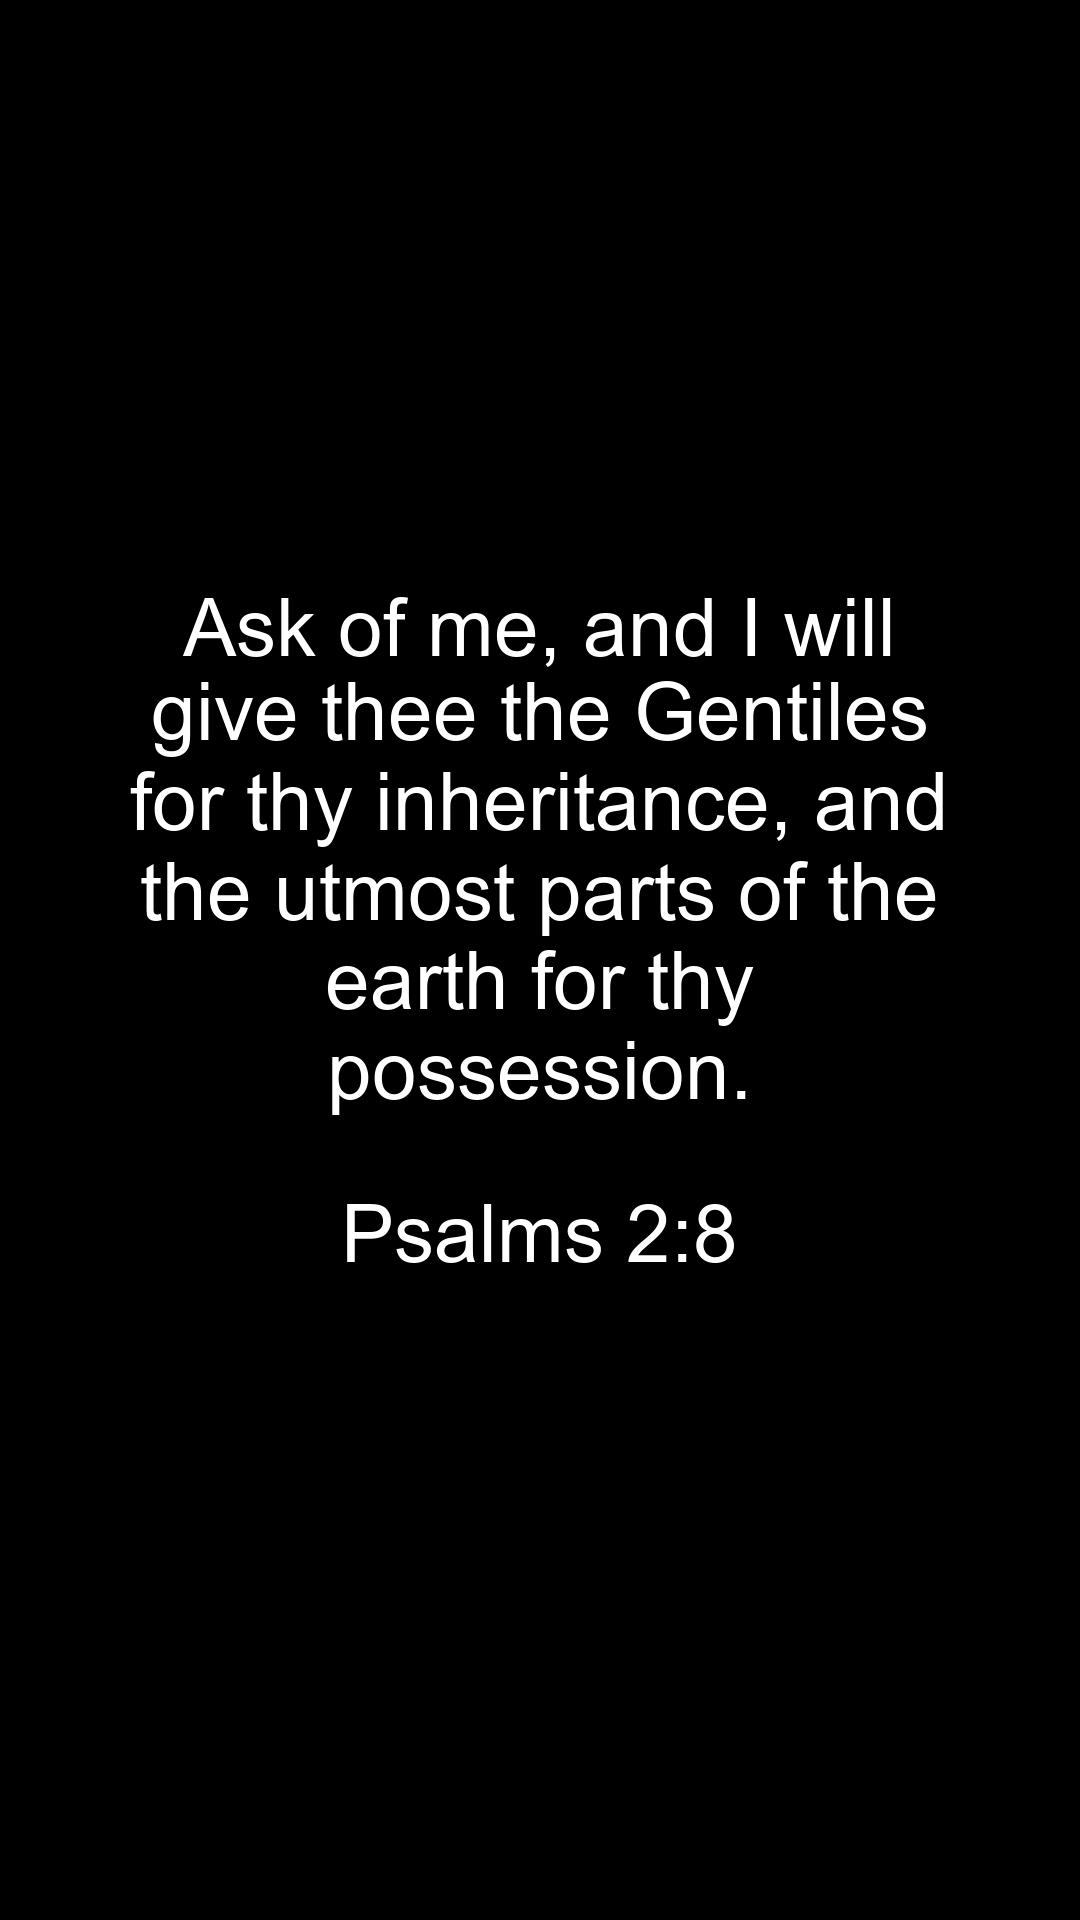 Ask of me, and I will
give thee the Gentiles
for thy inheritance, and
the utmost parts of the
earth for thy
possession.
Psalms 2:8